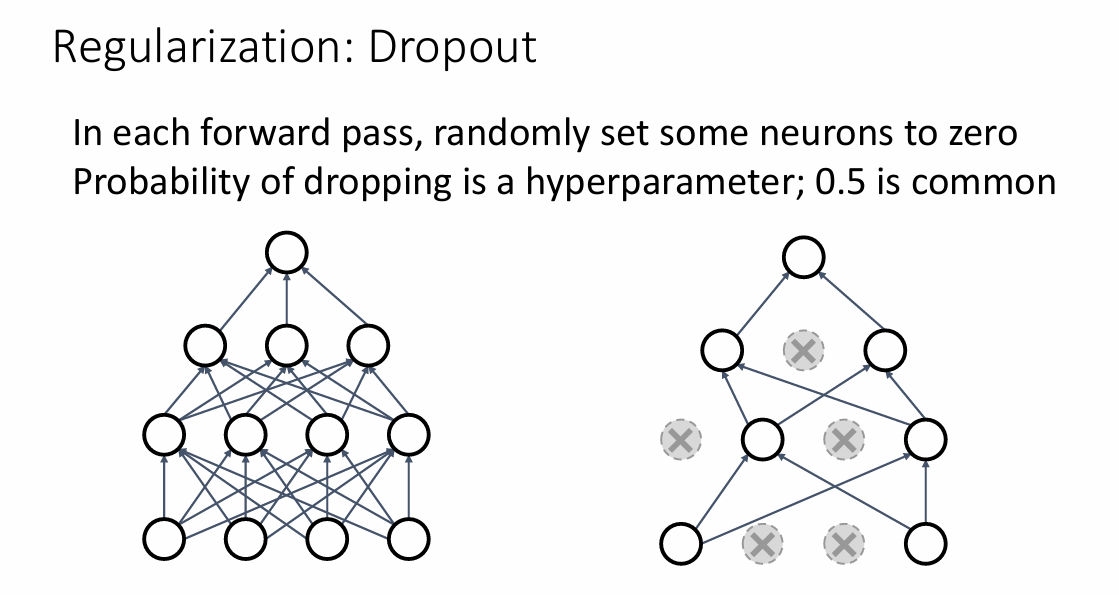 Regularization: Dropout
In each forward pass, randomly set some neurons to zero
Probability of dropping is a hyperparameter; 0.5 is common